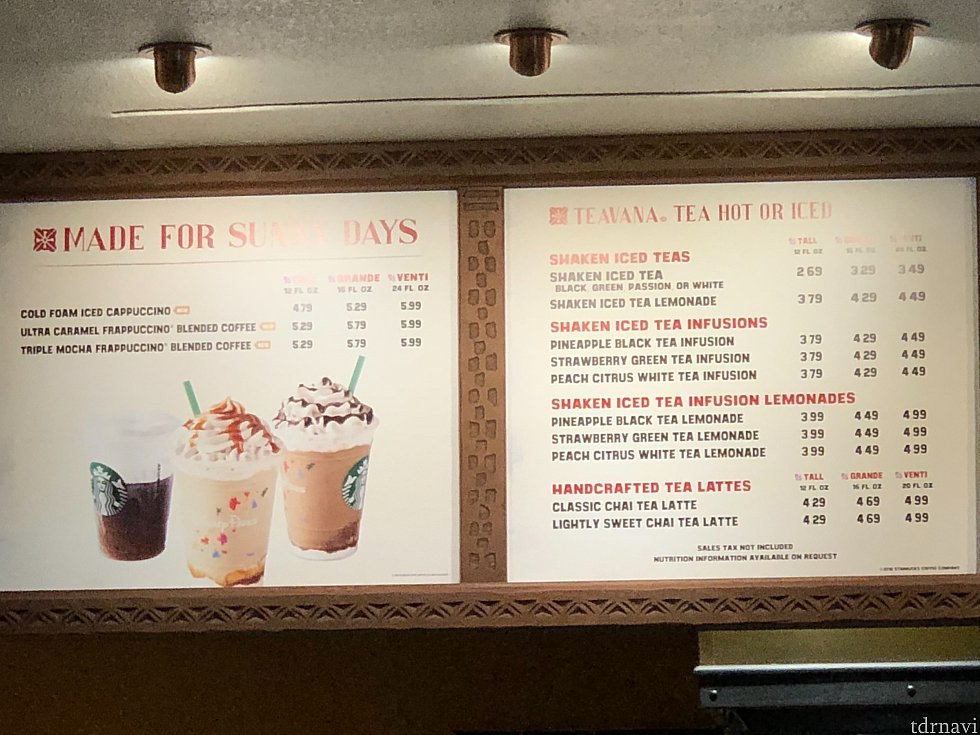 MADE FOR SUNNY DAYS
TALL GRANDE VENTI
12 FL OZ 16 FL OZ 24 FL OZ
COLD FOAM ICED CAPPUCCINO NEW 4.79 5.29 5.99
ULTRA CARAMEL FRAPPUCCINO® BLENDED COFFEE NEW 5.29 5.79 5.99
TRIPLE MOCHA FRAPPUCCINO® BLENDED COFFEE NEW 5.29 5.79 5.99
TEAVANA® TEA HOT OR ICED
TALL GRANDE VENTI
12 FL OZ 16 FL OZ
SHAKEN ICED TEAS
SHAKEN ICED TEA 2.69 3.29 3.49
BLACK, GREEN, PASSION, OR WHITE
SHAKEN ICED TEA LEMONADE 3.79 4.29 4.49
SHAKEN ICED TEA INFUSIONS
PINEAPPLE BLACK TEA INFUSION 3.79 4.29 4.49
STRAWBERRY GREEN TEA INFUSION 3.79 4.29 4.49
PEACH CITRUS WHITE TEA INFUSION 3.79 4.29 4.49
SHAKEN ICED TEA INFUSION LEMONADES
PINEAPPLE BLACK TEA LEMONADE 3.99 4.49 4.99
STRAWBERRY GREEN TEA LEMONADE 3.99 4.49 4.99
PEACH CITRUS WHITE TEA LEMONADE 3.99 4.49 4.99
HANDCRAFTED TEA LATTES
TALL GRANDE VENTI
12 FL OZ 16 FL OZ 20 FL OZ
CLASSIC CHAI TEA LATTE 4.29 4.69 4.99
LIGHTLY SWEET CHAI TEA LATTE 4.29 4.69 4.99
SALES TAX NOT INCLUDED
NUTRITION INFORMATION AVAILABLE ON REQUEST
STARBUCKS COFFEE COMPANY
tdrnavi